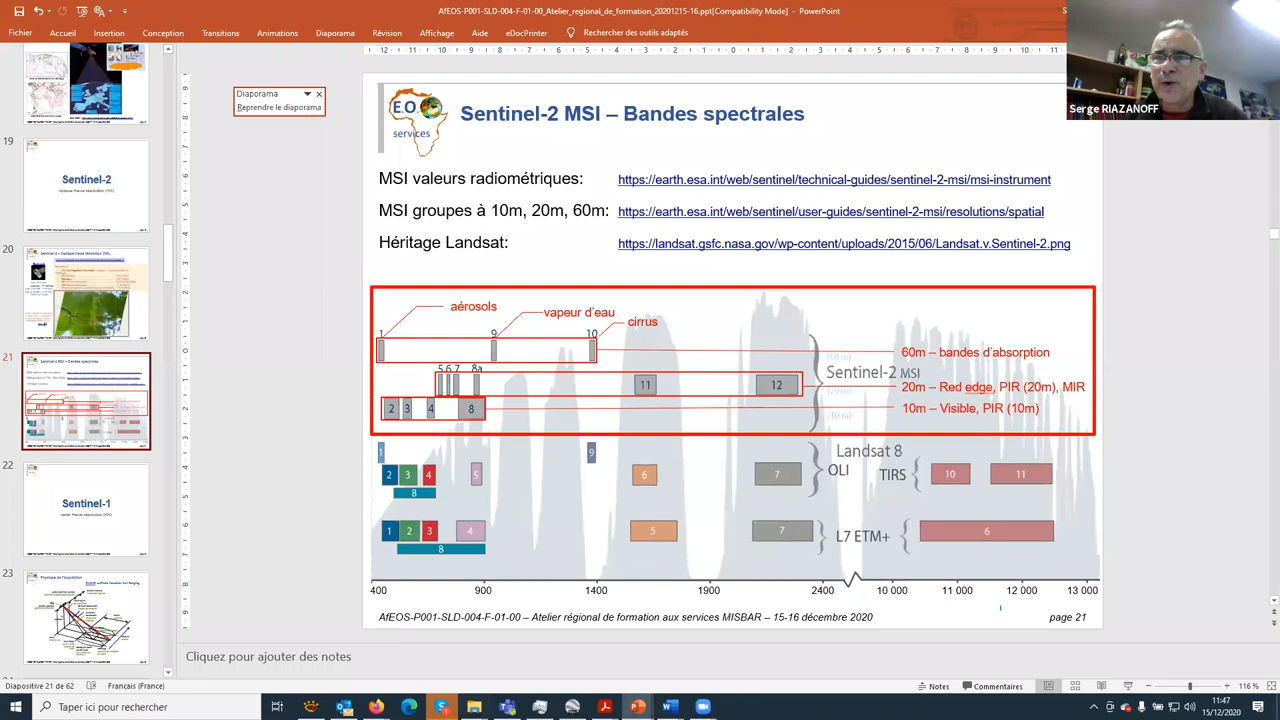 AfEOS-P001-SLD-004-F-01-00_Atelier_regional_de_formation_20201215-16.ppt[Compatibility Mode] - PowerPoint
Fichier Accueil Insertion Conception Transitions Animations Diaporama Révision Affichage Aide eDocPrinter Rechercher des outils adaptés
Serge RIAZANOFF
Diaporama
Reprendre le diaporama
19
Sentinel-2
20
21
22
Sentinel-1
23
E.O.
services
Sentinel-2 MSI – Bandes spectrales
MSI valeurs radiométriques: https://earth.esa.int/web/sentinel/technical-guides/sentinel-2-msi/msi-instrument
MSI groupes à 10m, 20m, 60m: https://earth.esa.int/web/sentinel/user-guides/sentinel-2-msi/resolutions/spatial
Héritage Landsat: https://landsat.gsfc.nasa.gov/wp-content/uploads/2015/06/Landsat.v.Sentinel-2.png
aérosols
vapeur d'eau
cirrus
1 9 10
60m – bandes d'absorption
(60 m)
Sentinel-2 MSI
5 6 7 8a
11 12
20m – Red edge, PIR (20m), MIR
(20 m)
2 3 4 8
10m – Visible, PIR (10m)
(10 m)
1 9
Landsat 8
OLI TIRS
2 3 4 5 6 7 10 11
8
1 2 3 4 5 7 L7 ETM+ 6
8
400 900 1400 1900 2400 10 000 11 000 12 000 13 000
AfEOS-P001-SLD-004-F-01-00 – Atelier régional de formation aux services MISBAR – 15-16 décembre 2020 page 21
Cliquez pour ajouter des notes
Diapositive 21 de 62 Français (France) Notes Commentaires 116 %
Taper ici pour rechercher
11:47
15/12/2020